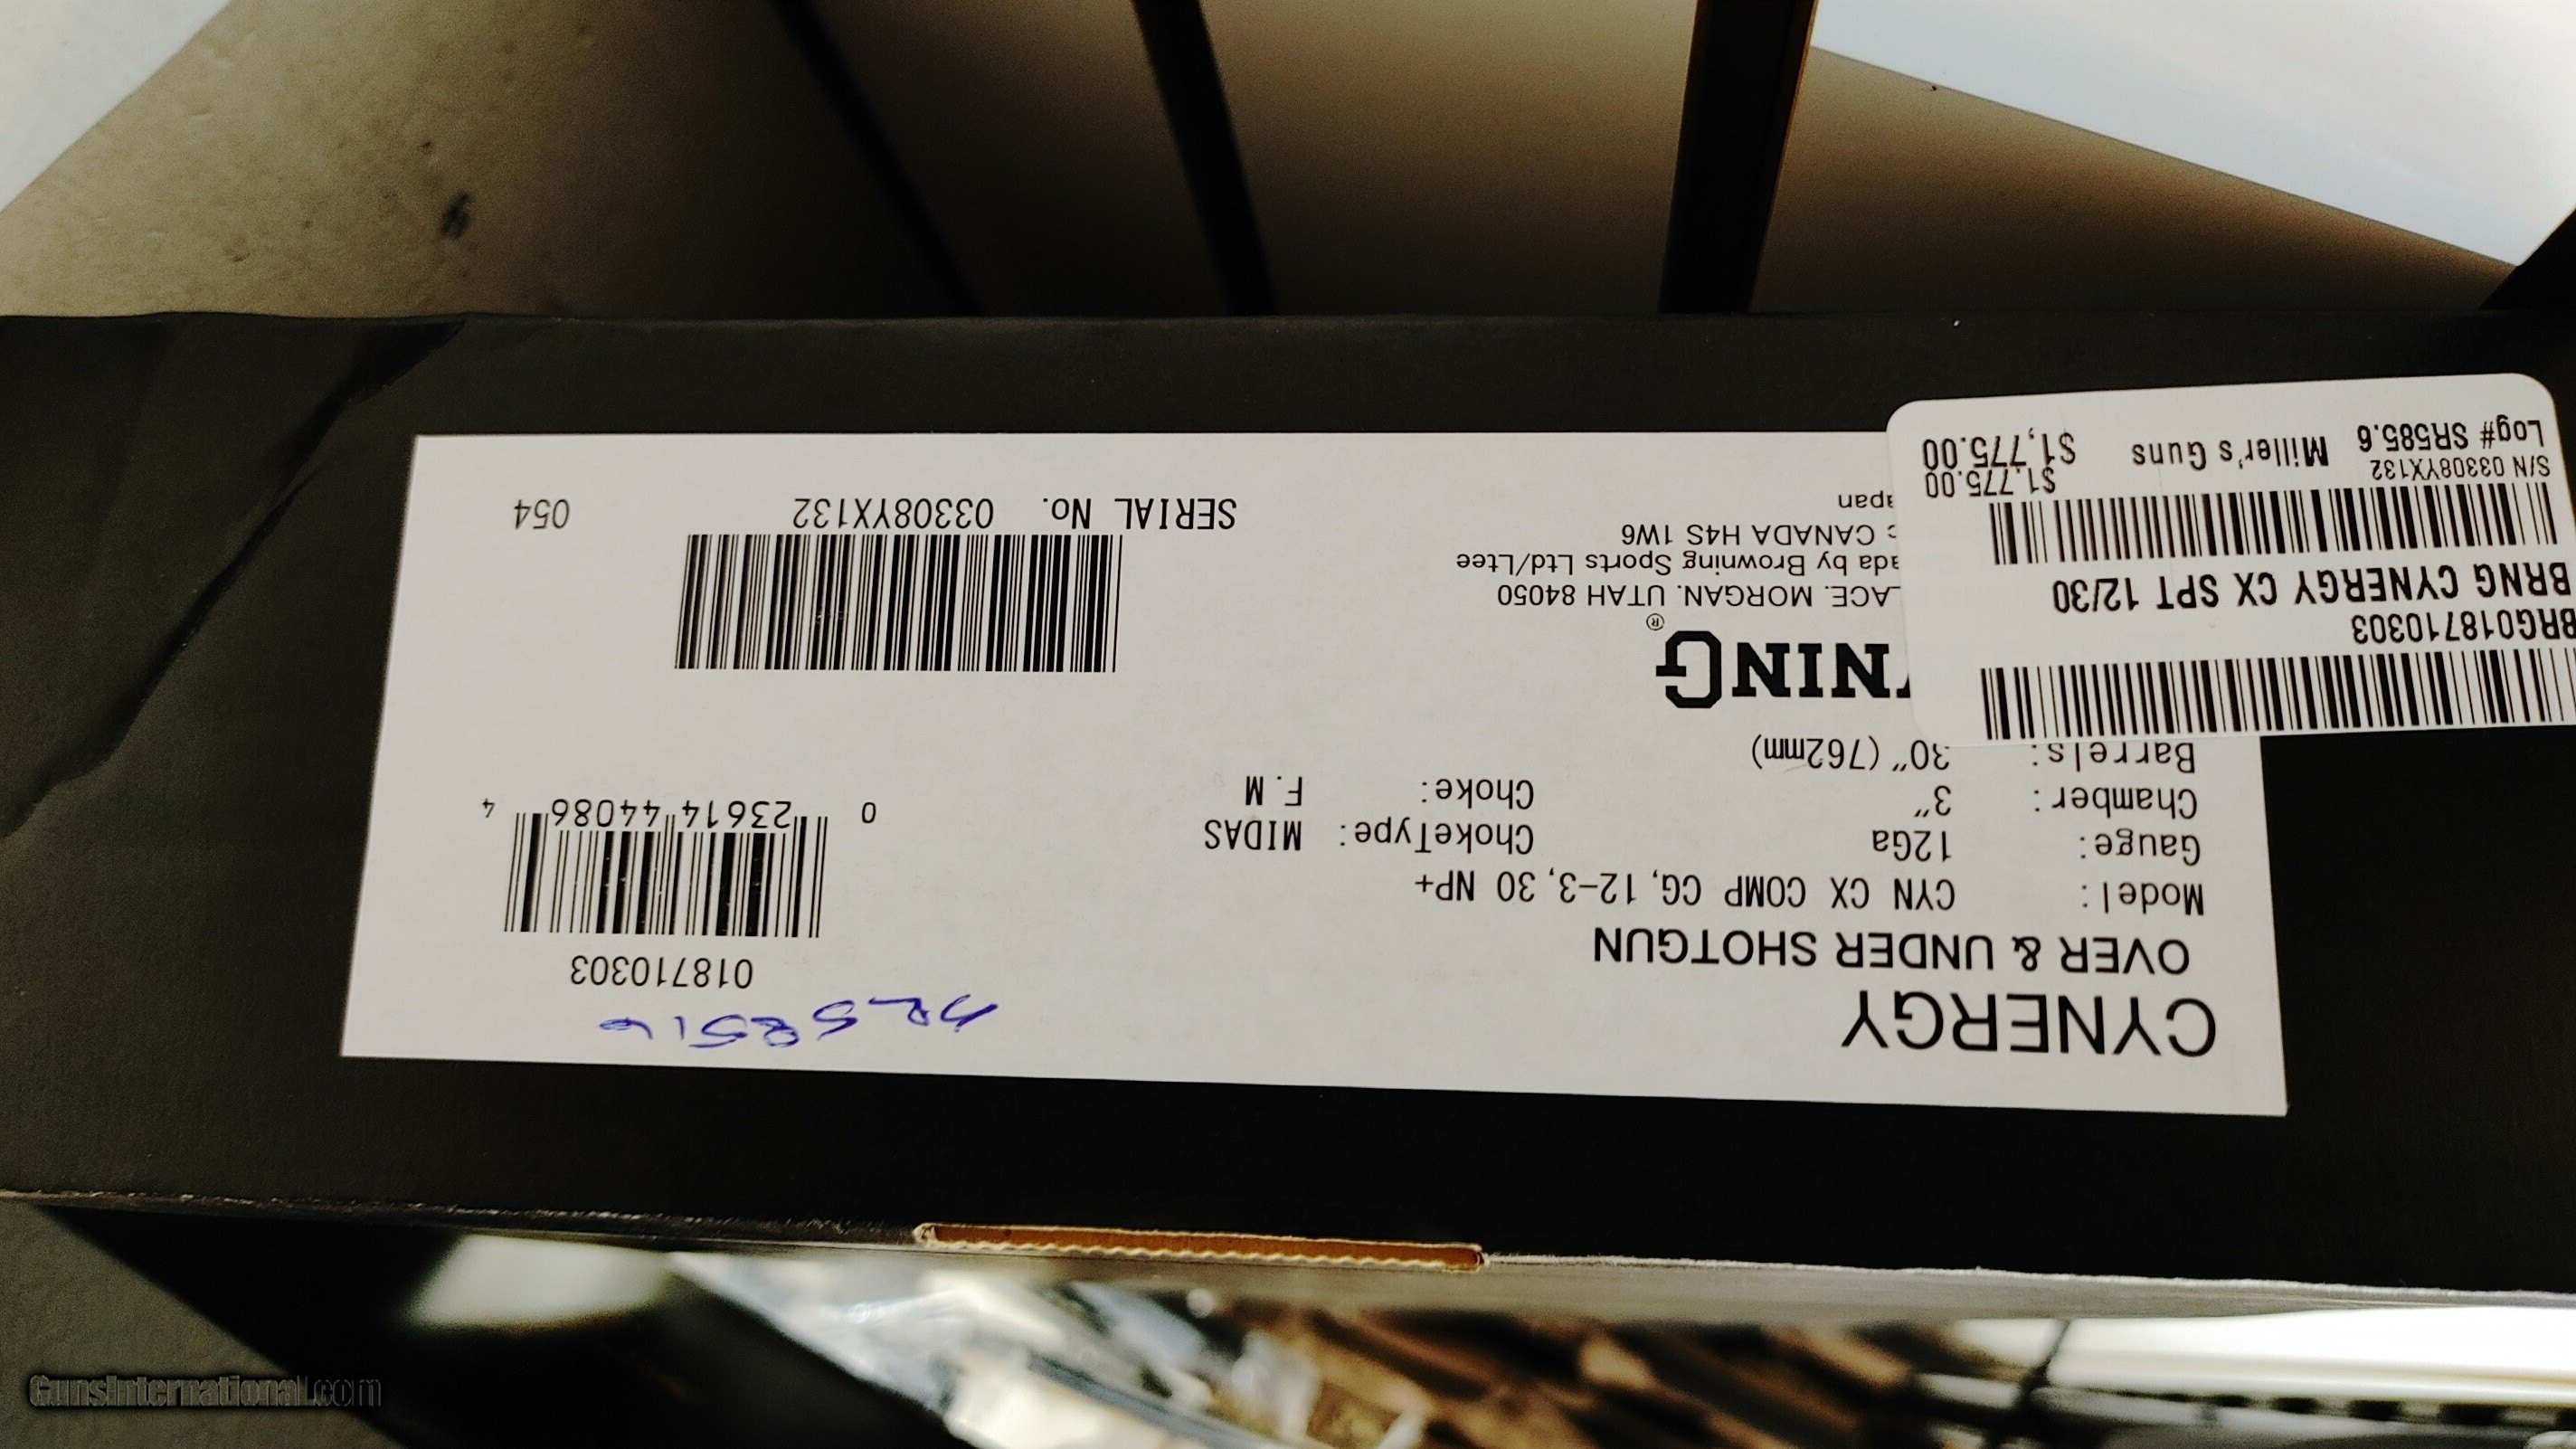 CYNERGY
OVER & UNDER SHOTGUN
Model: CYN CX COMP CG, 12-3, 30 NP+
Gauge: 12Ga ChokeType: MIDAS
Chamber: 3" Choke: F.M
Barrels: 30" (762mm)
018710303
0 23614 44086 4
NING®
LACE. MORGAN. UTAH 84050
ada by Browning Sports Ltd/Ltee
c CANADA H4S 1W6
apan
SERIAL No. 03308YX132 054
BRG018710303
BRNG CYNERGY CX SPT 12/30
S/N 03308YX132 $1,775.00
Log# SR585.6 Miller's Guns $1,775.00
GunsInternational.com